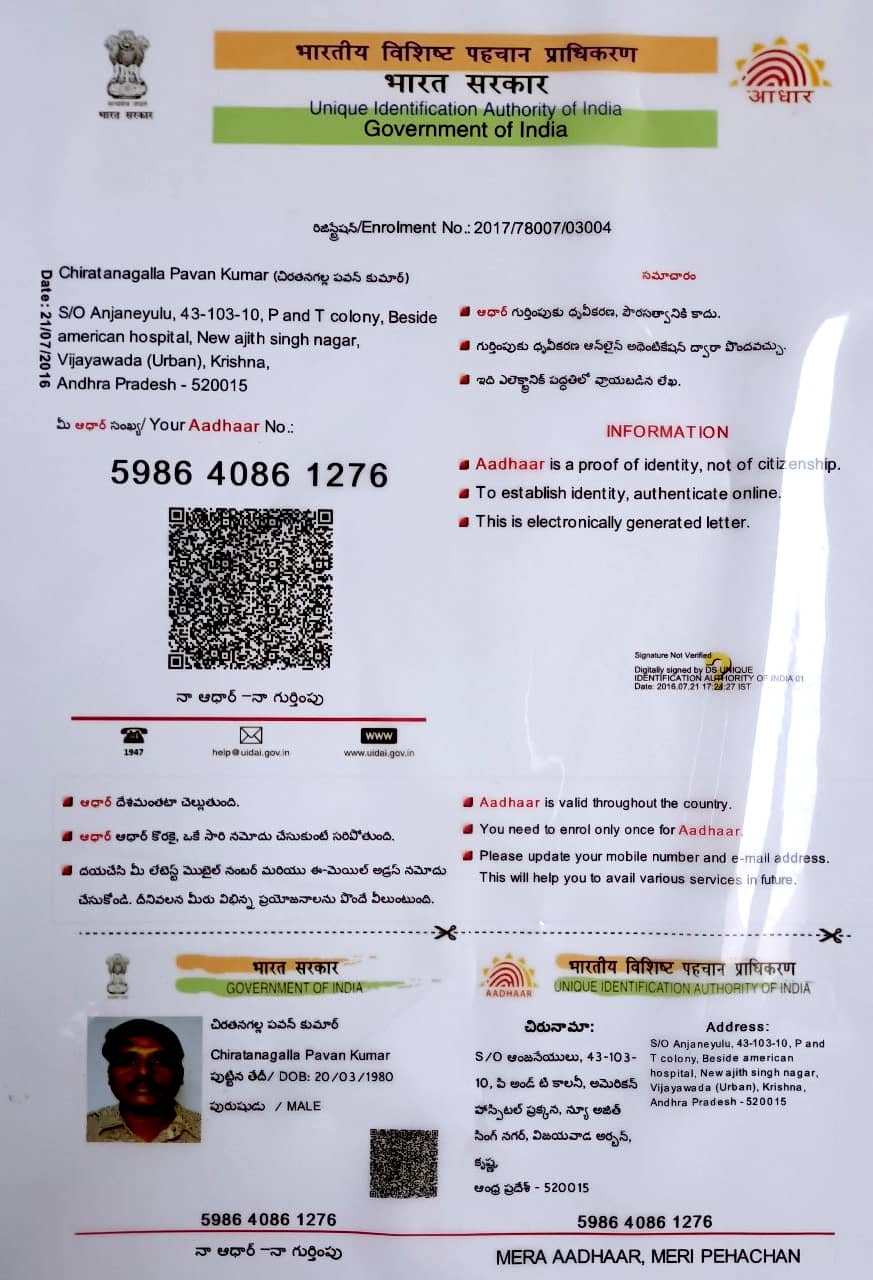 भारतीय विशिष्ट पहचान प्राधिकरण
भारत सरकार
Unique Identification Authority of India
Government of India
भारत सरकार
आधार
రిజిస్ట్రేషన్/Enrolment No.: 2017/78007/03004
Date: 21/07/2016
Chiratanagalla Pavan Kumar (చిరతనగల్ల పవన్ కుమార్)
S/O Anjaneyulu, 43-103-10, P and T colony, Beside
american hospital, New ajith singh nagar,
Vijayawada (Urban), Krishna,
Andhra Pradesh - 520015
మీ ఆధార్ సంఖ్య/ Your Aadhaar No.:
5986 4086 1276
నా ఆధార్ –నా గుర్తింపు
1947
help@uidai.gov.in
WWW
www.uidai.gov.in
సమాచారం
ఆధార్ గుర్తింపుకు ధృవీకరణ, పౌరసత్వానికి కాదు.
గుర్తింపుకు ధృవీకరణ ఆన్‌లైన్ అథెంటికేషన్ ద్వారా పొందవచ్చు.
ఇది ఎలెక్ట్రానిక్ పద్ధతిలో వ్రాయబడిన లేఖ.
INFORMATION
Aadhaar is a proof of identity, not of citizenship.
To establish identity, authenticate online.
This is electronically generated letter.
Signature Not Verified
Digitally signed by DS UNIQUE
IDENTIFICATION AUTHORITY OF INDIA 01
Date: 2016.07.21 17:24:27 IST
ఆధార్ దేశమంతటా చెల్లుతుంది.
ఆధార్ ఆధార్ కొరకై, ఒకే సారి నమోదు చేసుకుంటే సరిపోతుంది.
దయచేసి మీ లేటెస్ట్ మొబైల్ నంబర్ మరియు ఈ-మెయిల్ అడ్రస్ నమోదు
చేసుకోండి. దీనివలన మీరు విభిన్న ప్రయోజనాలను పొందే వీలుంటుంది.
Aadhaar is valid throughout the country.
You need to enrol only once for Aadhaar.
Please update your mobile number and e-mail address.
This will help you to avail various services in future.
भारत सरकार
GOVERNMENT OF INDIA
చిరతనగల్ల పవన్ కుమార్
Chiratanagalla Pavan Kumar
పుట్టిన తేదీ/ DOB: 20/03/1980
పురుషుడు / MALE
5986 4086 1276
నా ఆధార్ –నా గుర్తింపు
AADHAAR
भारतीय विशिष्ट पहचान प्राधिकरण
UNIQUE IDENTIFICATION AUTHORITY OF INDIA
చిరునామా:
S/O ఆంజనేయులు, 43-103-
10, పి అండ్ టి కాలనీ, అమెరికన్
హాస్పిటల్ ప్రక్కన, న్యూ అజిత్
సింగ్ నగర్, విజయవాడ అర్బన్,
కృష్ణ,
ఆంధ్ర ప్రదేశ్ - 520015
Address:
S/O Anjaneyulu, 43-103-10, P and
T colony, Beside american
hospital, New ajith singh nagar,
Vijayawada (Urban), Krishna,
Andhra Pradesh - 520015
5986 4086 1276
MERA AADHAAR, MERI PEHACHAN